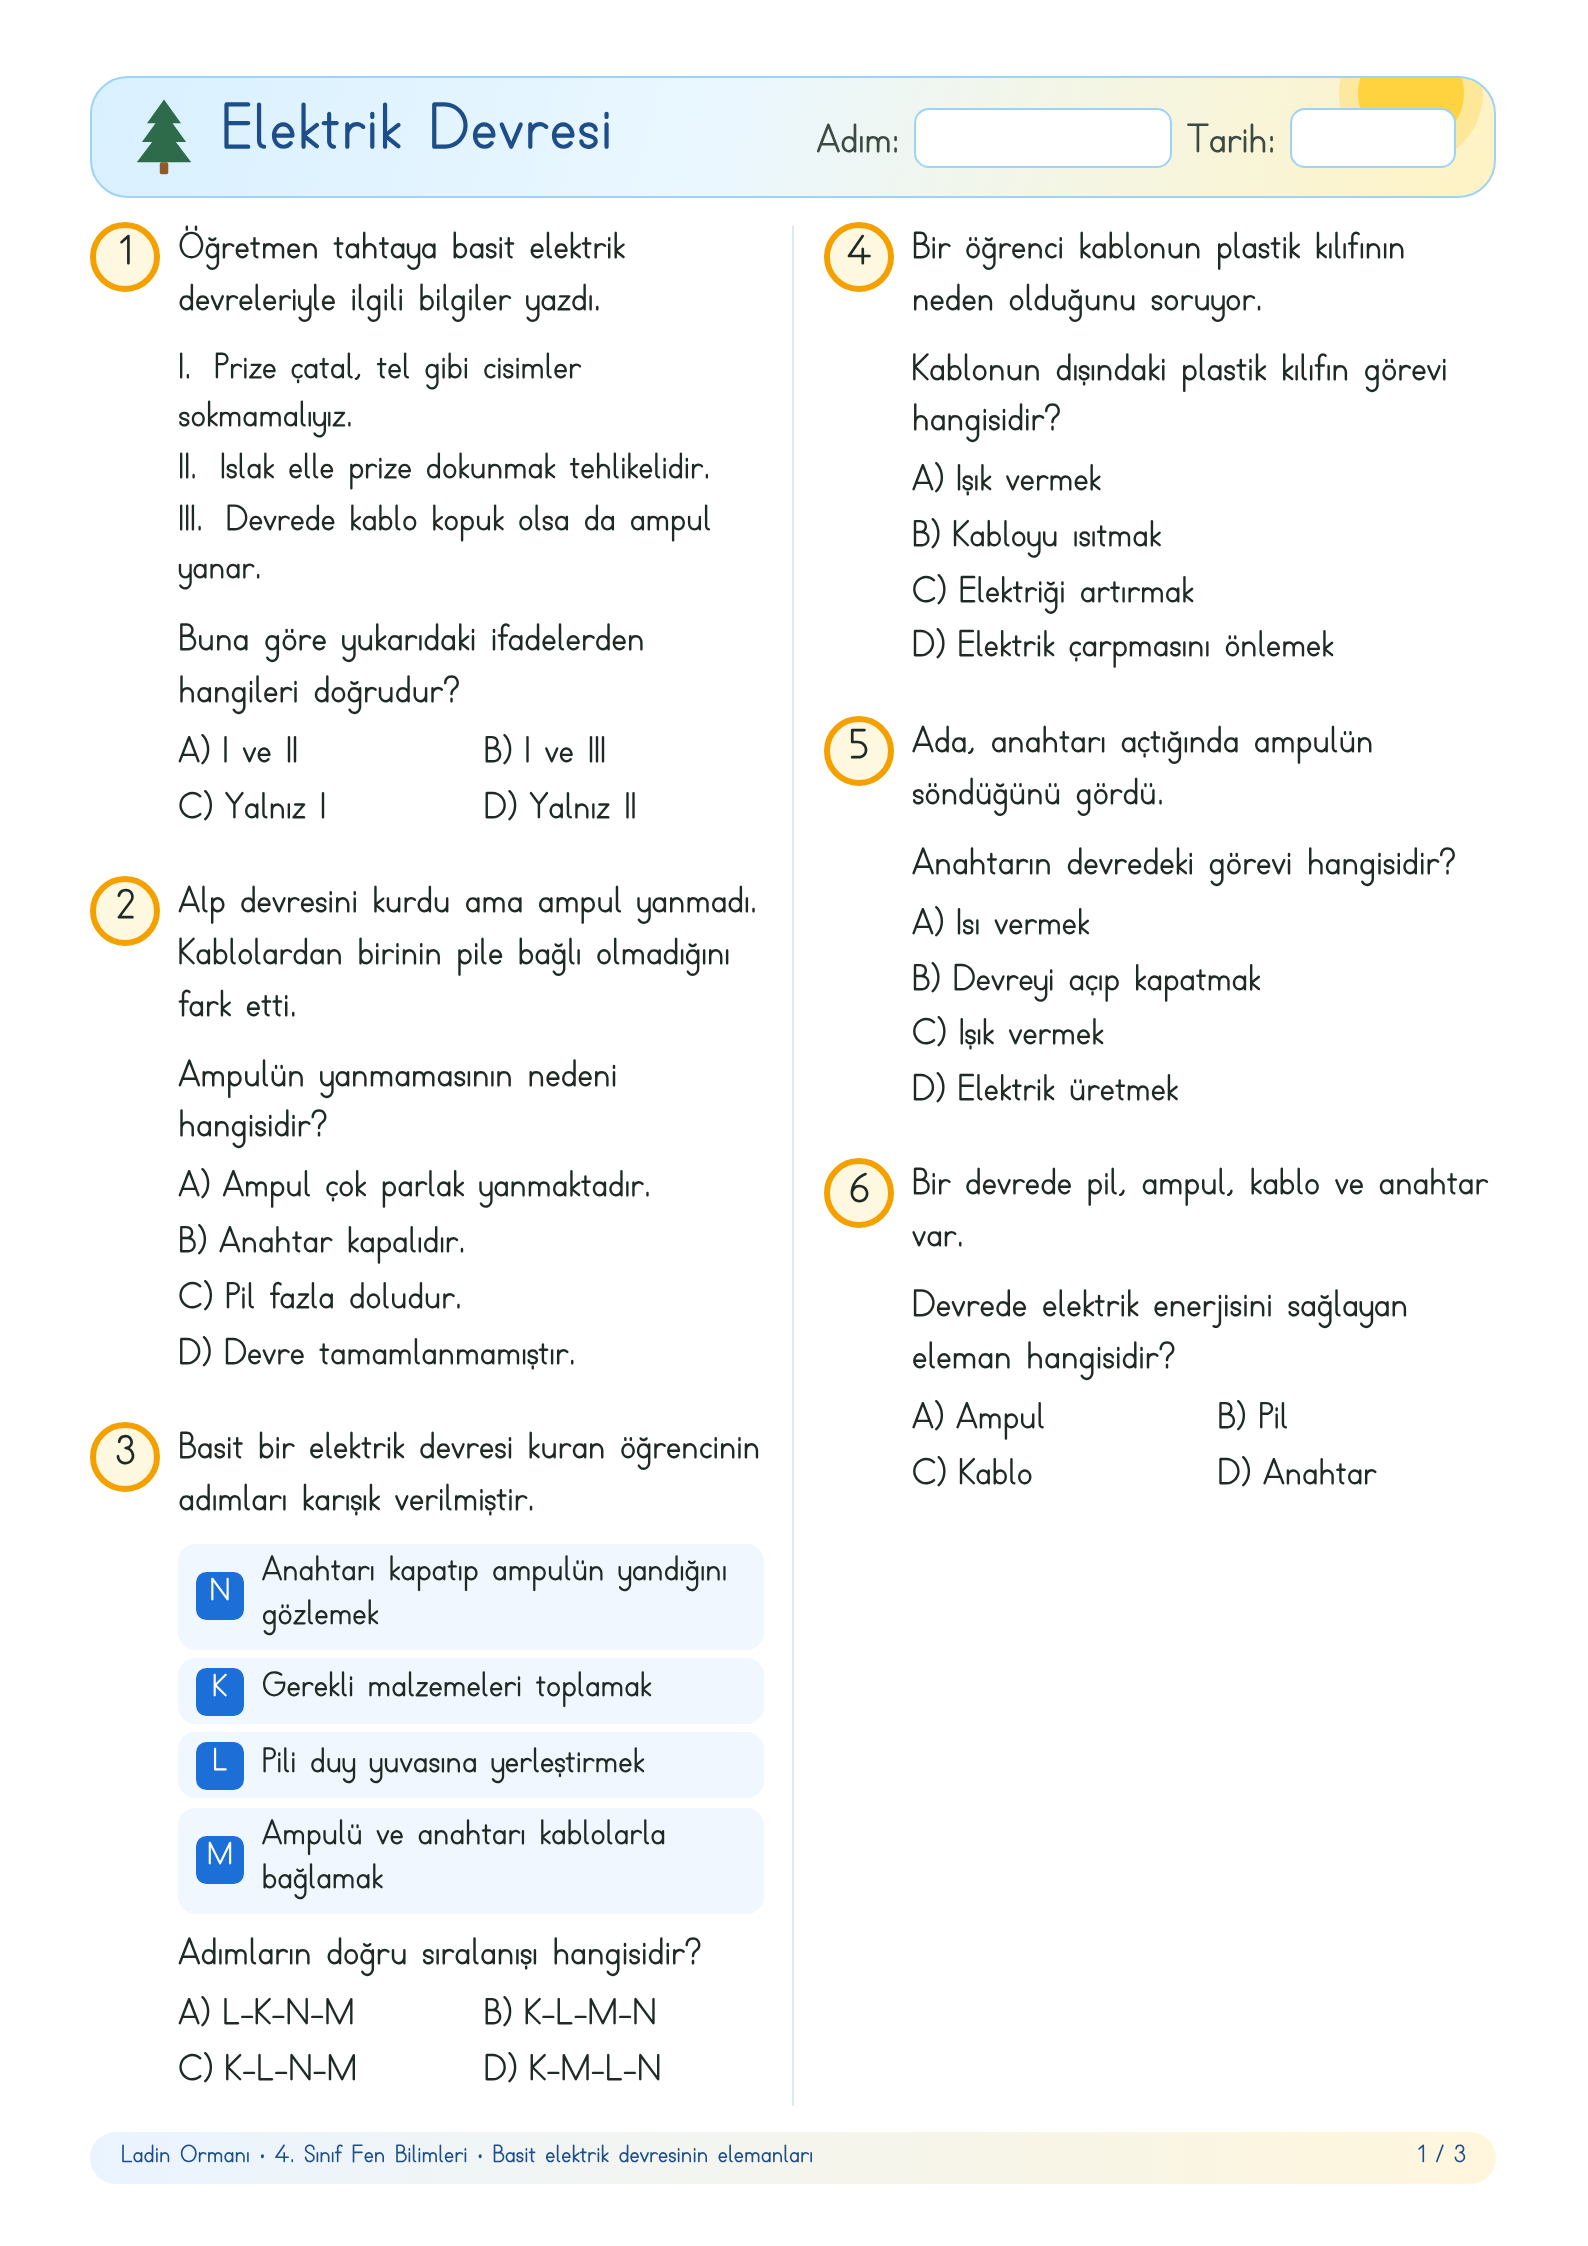 Elektrik Devresi
Adım:
Tarih:
1
Öğretmen tahtaya basit elektrik
devreleriyle ilgili bilgiler yazdı.
I. Prize çatal, tel gibi cisimler
sokmamalıyız.
II. Islak elle prize dokunmak tehlikelidir.
III. Devrede kablo kopuk olsa da ampul
yanar.
Buna göre yukarıdaki ifadelerden
hangileri doğrudur?
A) I ve II
B) I ve III
C) Yalnız I
D) Yalnız II
2
Alp devresini kurdu ama ampul yanmadı.
Kablolardan birinin pile bağlı olmadığını
fark etti.
Ampulün yanmamasının nedeni
hangisidir?
A) Ampul çok parlak yanmaktadır.
B) Anahtar kapalıdır.
C) Pil fazla doludur.
D) Devre tamamlanmamıştır.
3
Basit bir elektrik devresi kuran öğrencinin
adımları karışık verilmiştir.
N
Anahtarı kapatıp ampulün yandığını
gözlemek
K
Gerekli malzemeleri toplamak
L
Pili duy yuvasına yerleştirmek
M
Ampulü ve anahtarı kablolarla
bağlamak
Adımların doğru sıralanışı hangisidir?
A) L-K-N-M
B) K-L-M-N
C) K-L-N-M
D) K-M-L-N
4
Bir öğrenci kablonun plastik kılıfının
neden olduğunu soruyor.
Kablonun dışındaki plastik kılıfın görevi
hangisidir?
A) Işık vermek
B) Kabloyu ısıtmak
C) Elektriği artırmak
D) Elektrik çarpmasını önlemek
5
Ada, anahtarı açtığında ampulün
söndüğünü gördü.
Anahtarın devredeki görevi hangisidir?
A) Isı vermek
B) Devreyi açıp kapatmak
C) Işık vermek
D) Elektrik üretmek
6
Bir devrede pil, ampul, kablo ve anahtar
var.
Devrede elektrik enerjisini sağlayan
eleman hangisidir?
A) Ampul
B) Pil
C) Kablo
D) Anahtar
Ladin Ormanı • 4. Sınıf Fen Bilimleri • Basit elektrik devresinin elemanları
1 / 3